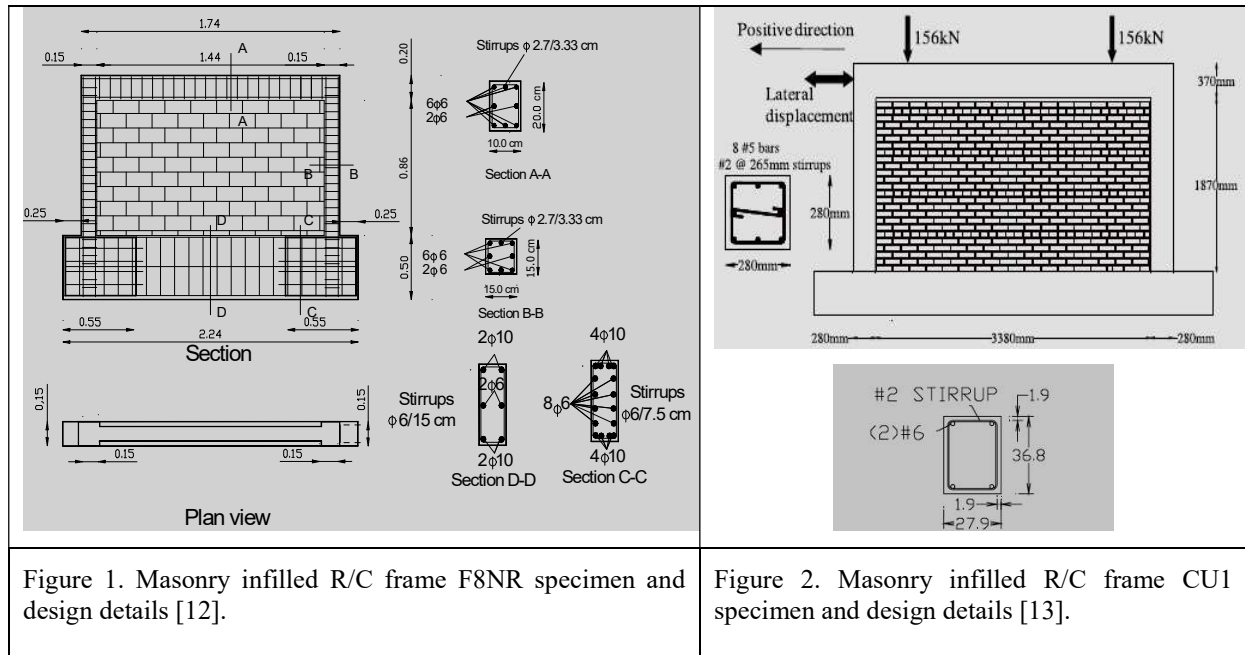 1.74
A
0.15
1.44
0.15
0.20
A
0.86
B
B
0.25
D
C
0.25
0.50
D
C
0.55
0.55
2.24
Section
0.15
0.15
0.15
0.15
Plan view
Stirrups ϕ 2.7/3.33 cm
6φ6
2φ6
20.0 cm
10.0 cm
Section A-A
Stirrups ϕ 2.7/3.33 cm
6φ 6
2φ 6
15.0 cm
15.0 cm
Section B-B
2φ10
4φ10
2φ6
Stirrups
φ6/15 cm
8φ6
Stirrups
φ6/7.5 cm
2φ10
Section D-D
4φ10
Section C-C
Positive direction
156kN
156kN
Lateral
displacement
370mm
8 #5 bars
#2 @ 265mm stirrups
280mm
280mm
1870mm
280mm
3380mm
280mm
#2 STIRRUP
1.9
(2)#6
36.8
1.9
27.9
Figure 1. Masonry infilled R/C frame F8NR specimen and
design details [12].
Figure 2. Masonry infilled R/C frame CU1
specimen and design details [13].